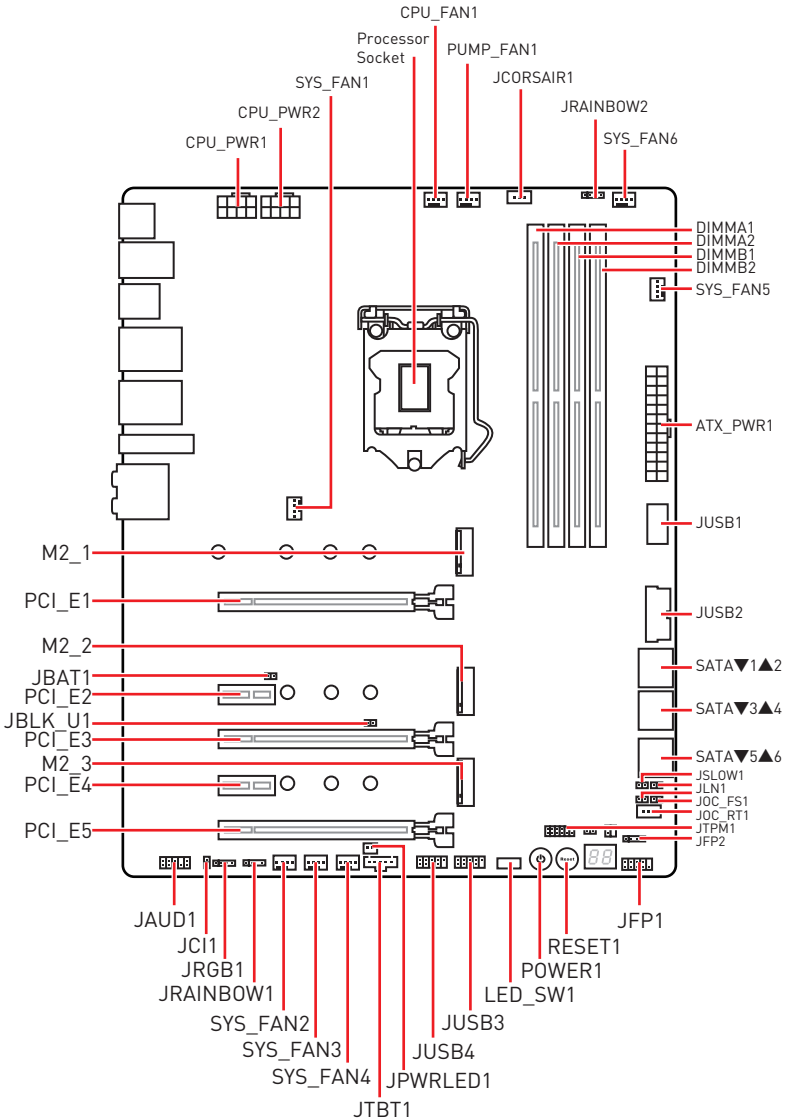 CPU_FAN1
Processor
Socket
PUMP_FAN1
SYS_FAN1
JCORSAIR1
CPU_PWR2
JRAINBOW2
CPU_PWR1
SYS_FAN6
DIMMA1
DIMMA2
DIMMB1
DIMMB2
SYS_FAN5
ATX_PWR1
JUSB1
M2_1
PCI_E1
JUSB2
M2_2
SATA▼1▲2
JBAT1
PCI_E2
SATA▼3▲4
JBLK_U1
PCI_E3
SATA▼5▲6
M2_3
JSLOW1
PCI_E4
JLN1
JOC_FS1
JOC_RT1
PCI_E5
JTPM1
JFP2
Reset
88
JAUD1
JFP1
JCI1
RESET1
JRGB1
POWER1
JRAINBOW1
LED_SW1
SYS_FAN2
JUSB3
SYS_FAN3
JUSB4
SYS_FAN4
JPWRLED1
JTBT1